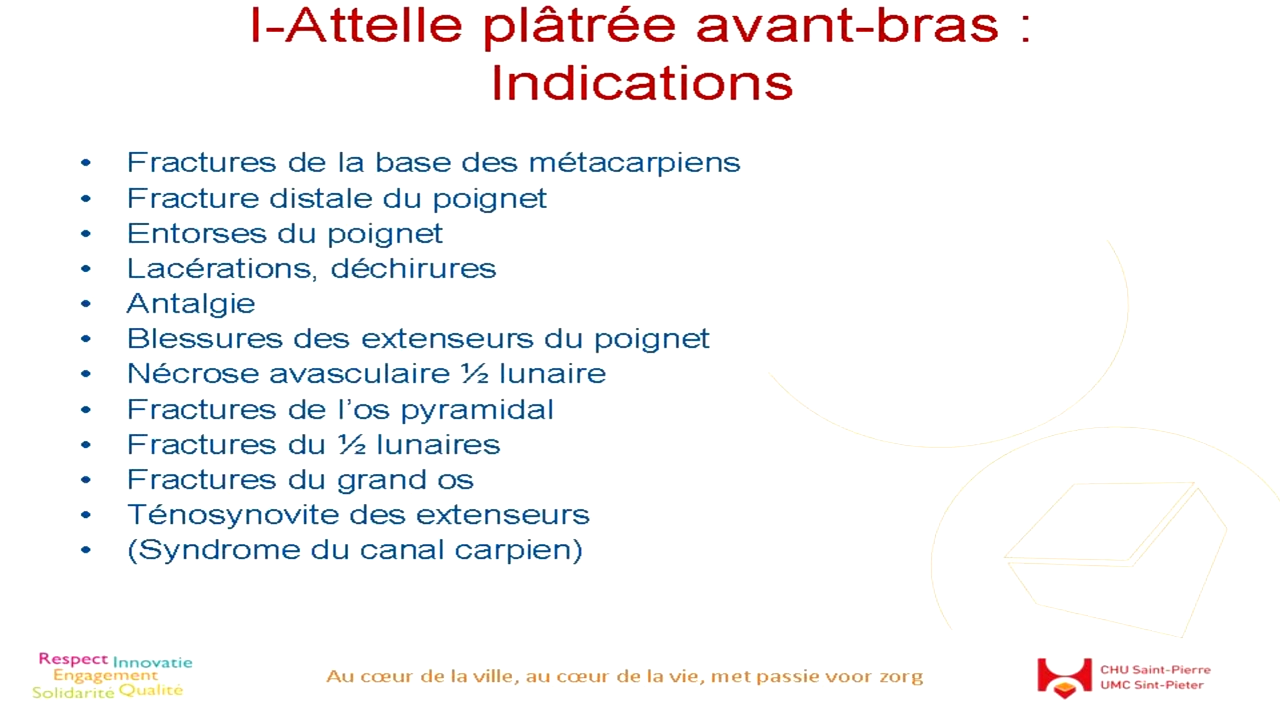 I-Attelle plâtrée avant-bras :
Indications
• Fractures de la base des métacarpiens
• Fracture distale du poignet
• Entorses du poignet
• Lacérations, déchirures
• Antalgie
• Blessures des extenseurs du poignet
• Nécrose avasculaire ½ lunaire
• Fractures de l’os pyramidal
• Fractures du ½ lunaires
• Fractures du grand os
• Ténosynovite des extenseurs
• (Syndrome du canal carpien)
Respect Innovatie
Engagement
Solidarité Qualité
Au cœur de la ville, au cœur de la vie, met passie voor zorg
CHU Saint-Pierre
UMC Sint-Pieter